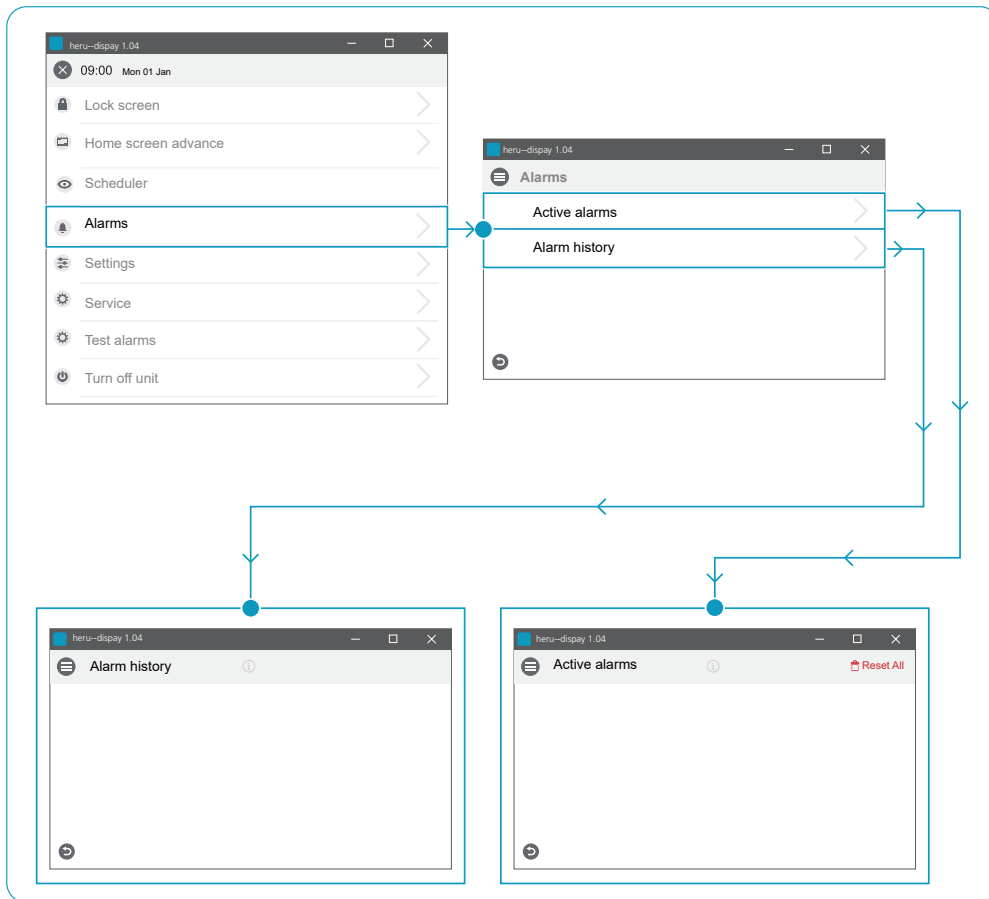 heru--dispay 1.04
09:00 Mon 01 Jan
Lock screen
Home screen advance
Scheduler
Alarms
Settings
Service
Test alarms
Turn off unit
heru--dispay 1.04
Alarms
Active alarms
Alarm history
heru--dispay 1.04
Alarm history
heru--dispay 1.04
Active alarms
Reset All